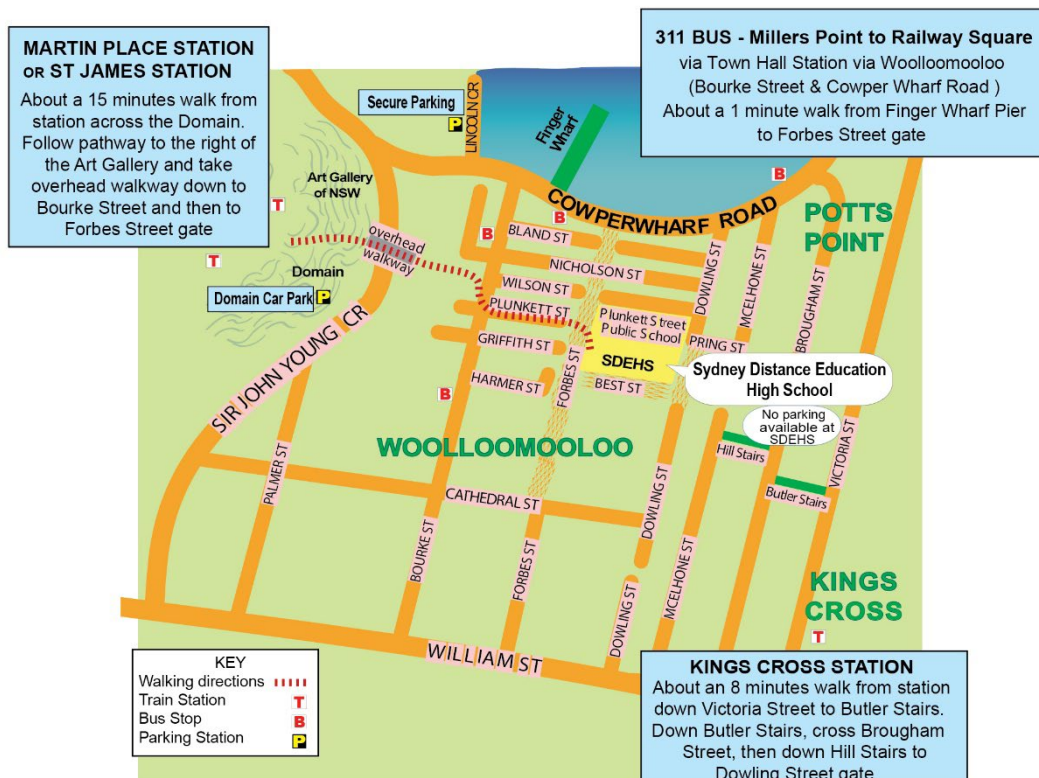 MARTIN PLACE STATION
OR ST JAMES STATION
About a 15 minutes walk from
station across the Domain.
Follow pathway to the right of
the Art Gallery and take
overhead walkway down to
Bourke Street and then to
Forbes Street gate
311 BUS - Millers Point to Railway Square
via Town Hall Station via Woolloomooloo
(Bourke Street & Cowper Wharf Road )
About a 1 minute walk from Finger Wharf Pier
to Forbes Street gate
Secure Parking
P
LINCOLN CR
Finger
Wharf
Art Gallery
of NSW
T
T
overhead
walkway
Domain
Domain Car Park
P
B
B
B
COWPERWHARF ROAD
POTTS
POINT
BLAND ST
NICHOLSON ST
WILSON ST
PLUNKETT ST
GRIFFITH ST
HARMER ST
Plunkett Street
Public School
SDEHS
BEST ST
PRING ST
FORBES ST
DOWLING ST
MCELHONE ST
BROUGHAM ST
Sydney Distance Education
High School
No parking
available at
SDEHS
Hill Stairs
Butler Stairs
VICTORIA ST
SIR JOHN YOUNG CR
B
WOOLLOOMOOLOO
PALMER ST
CATHEDRAL ST
BOURKE ST
FORBES ST
DOWLING ST
DOWLING ST
MCELHONE ST
KINGS
CROSS
T
WILLIAM ST
KEY
Walking directions
Train Station T
Bus Stop B
Parking Station P
KINGS CROSS STATION
About an 8 minutes walk from station
down Victoria Street to Butler Stairs.
Down Butler Stairs, cross Brougham
Street, then down Hill Stairs to
Dowling Street gate